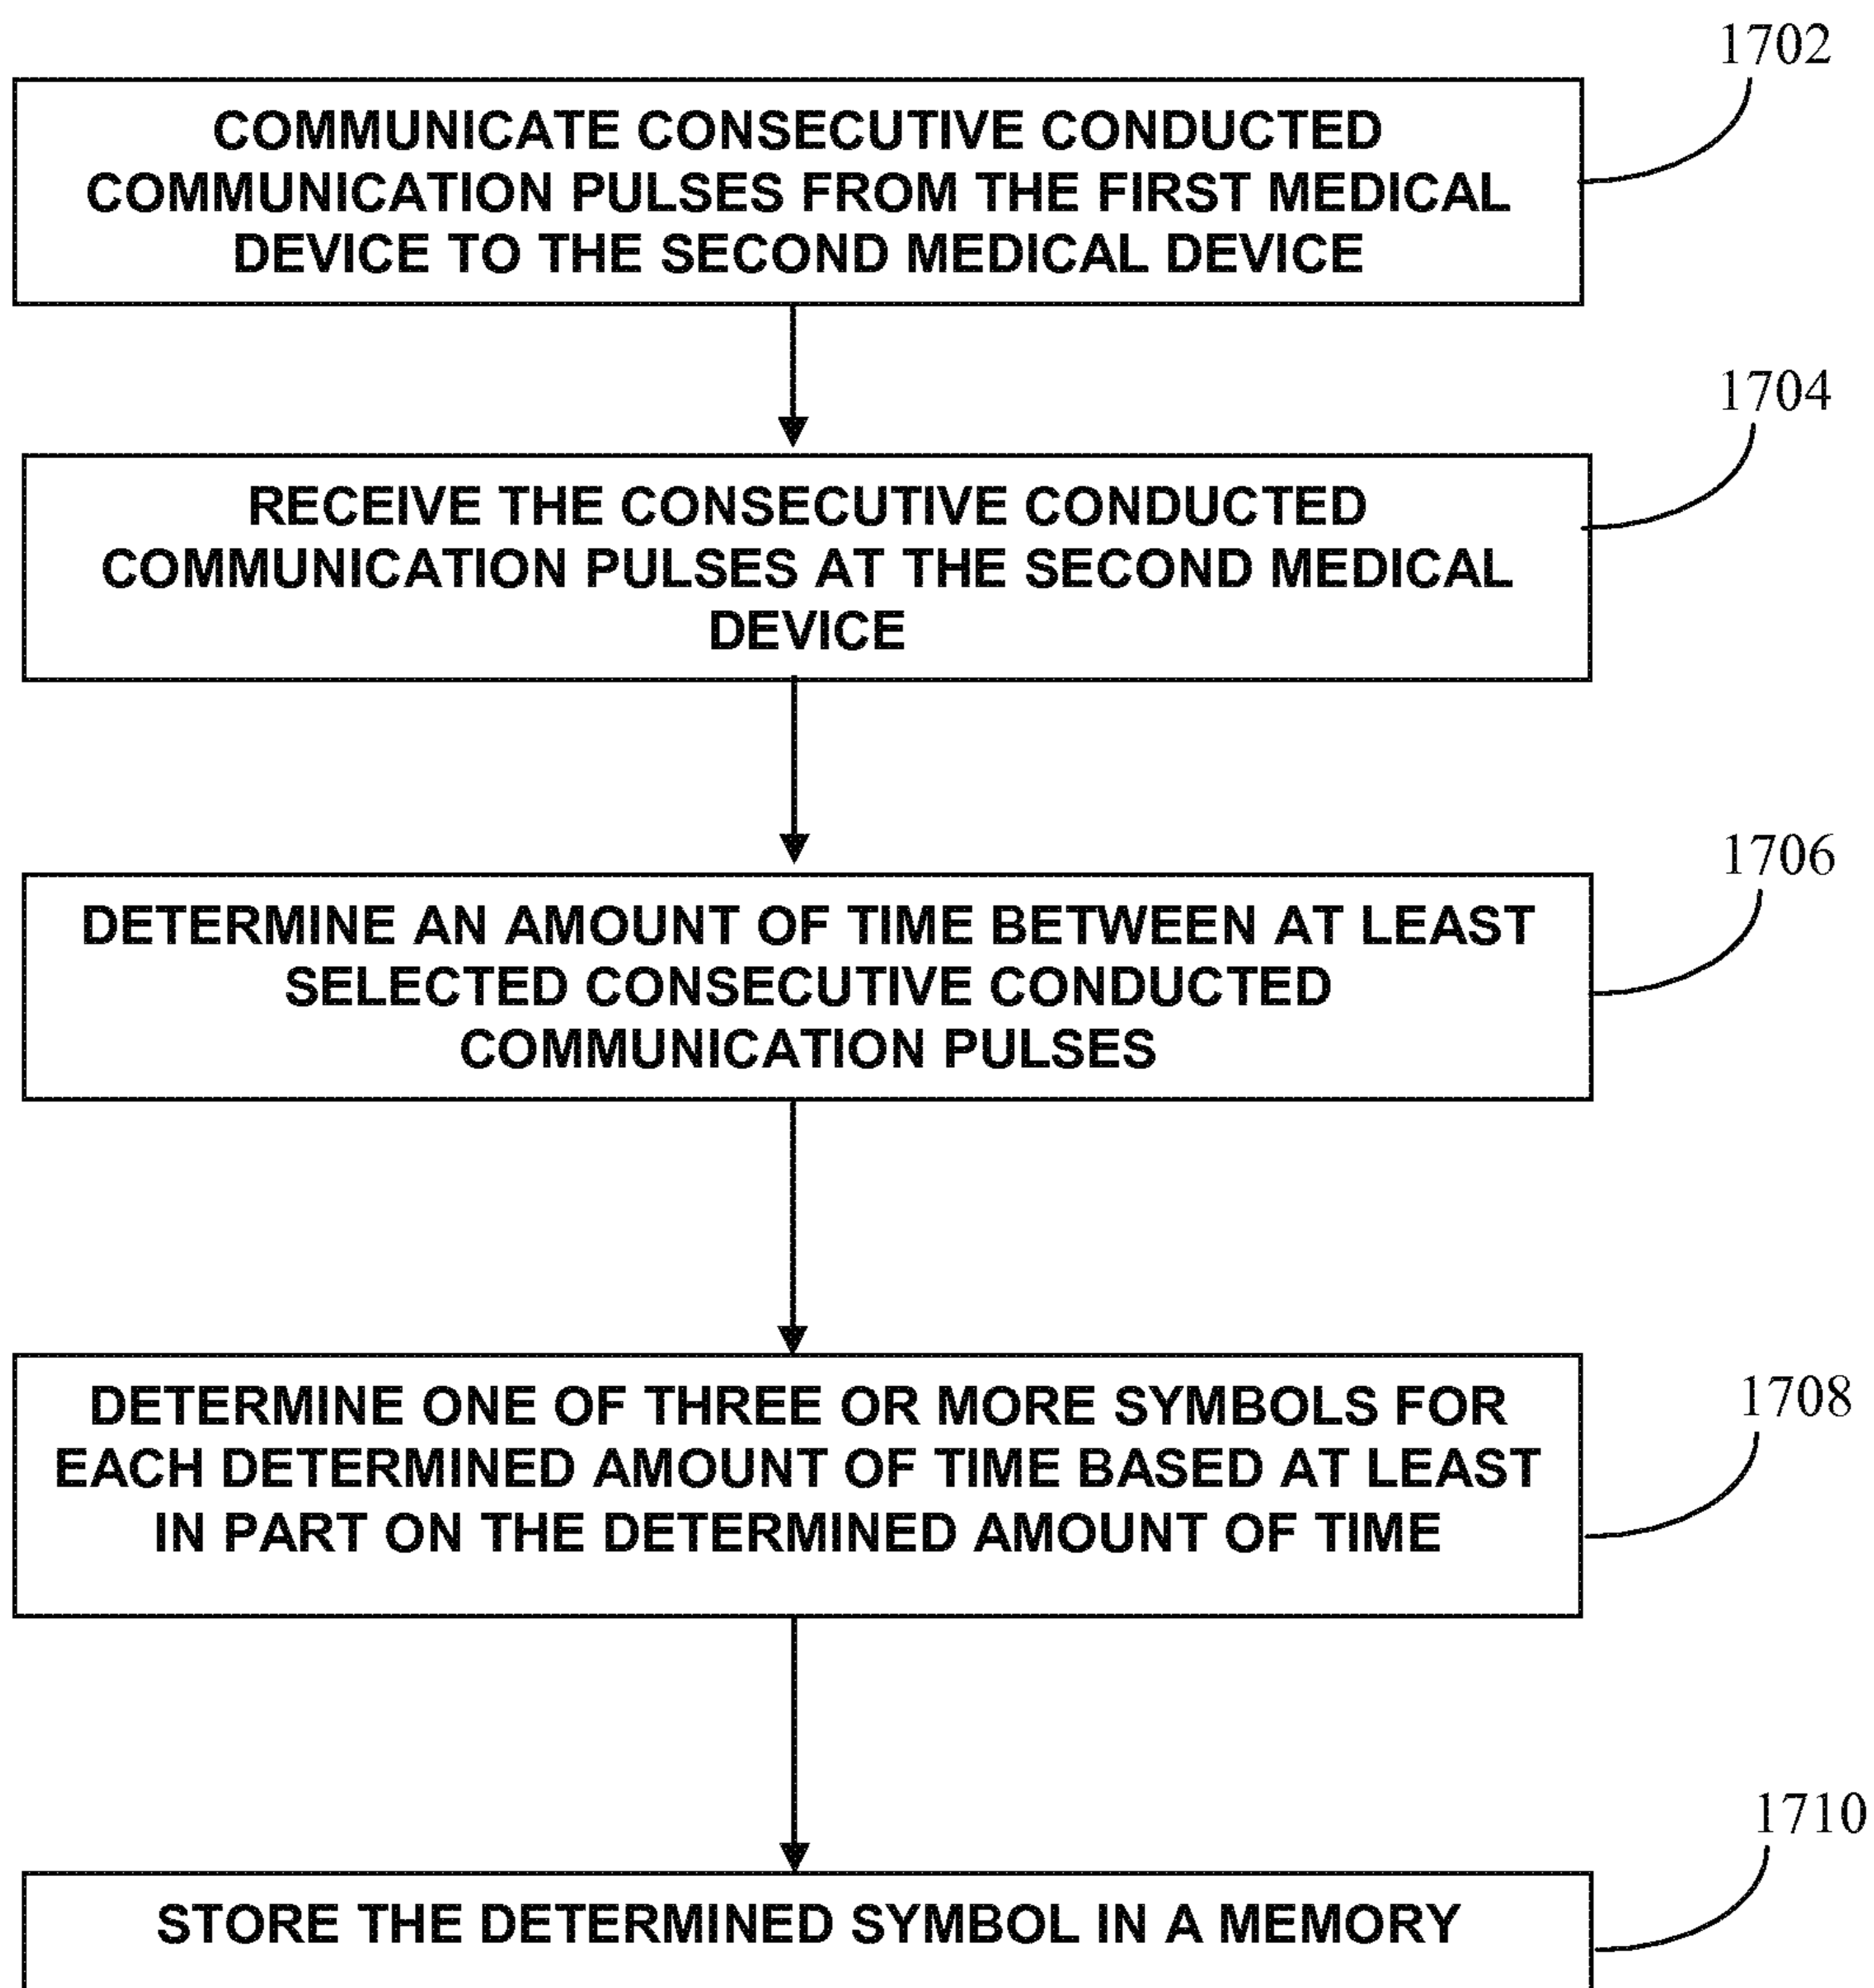 1702
COMMUNICATE CONSECUTIVE CONDUCTED
COMMUNICATION PULSES FROM THE FIRST MEDICAL
DEVICE TO THE SECOND MEDICAL DEVICE
1704
RECEIVE THE CONSECUTIVE CONDUCTED
COMMUNICATION PULSES AT THE SECOND MEDICAL
DEVICE
1706
DETERMINE AN AMOUNT OF TIME BETWEEN AT LEAST
SELECTED CONSECUTIVE CONDUCTED
COMMUNICATION PULSES
1708
DETERMINE ONE OF THREE OR MORE SYMBOLS FOR
EACH DETERMINED AMOUNT OF TIME BASED AT LEAST
IN PART ON THE DETERMINED AMOUNT OF TIME
1710
STORE THE DETERMINED SYMBOL IN A MEMORY